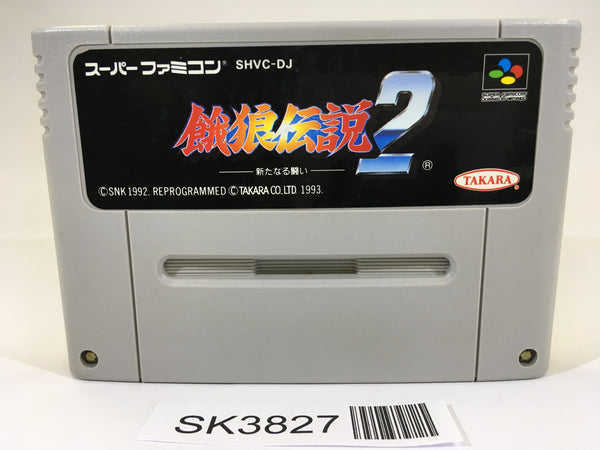 スーパーファミコン® SHVC-DJ
餓狼伝説2
新たなる闘い
®
©SNK 1992. REPROGRAMMED ©TAKARA CO.,LTD. 1993.
TAKARA®
SK3827